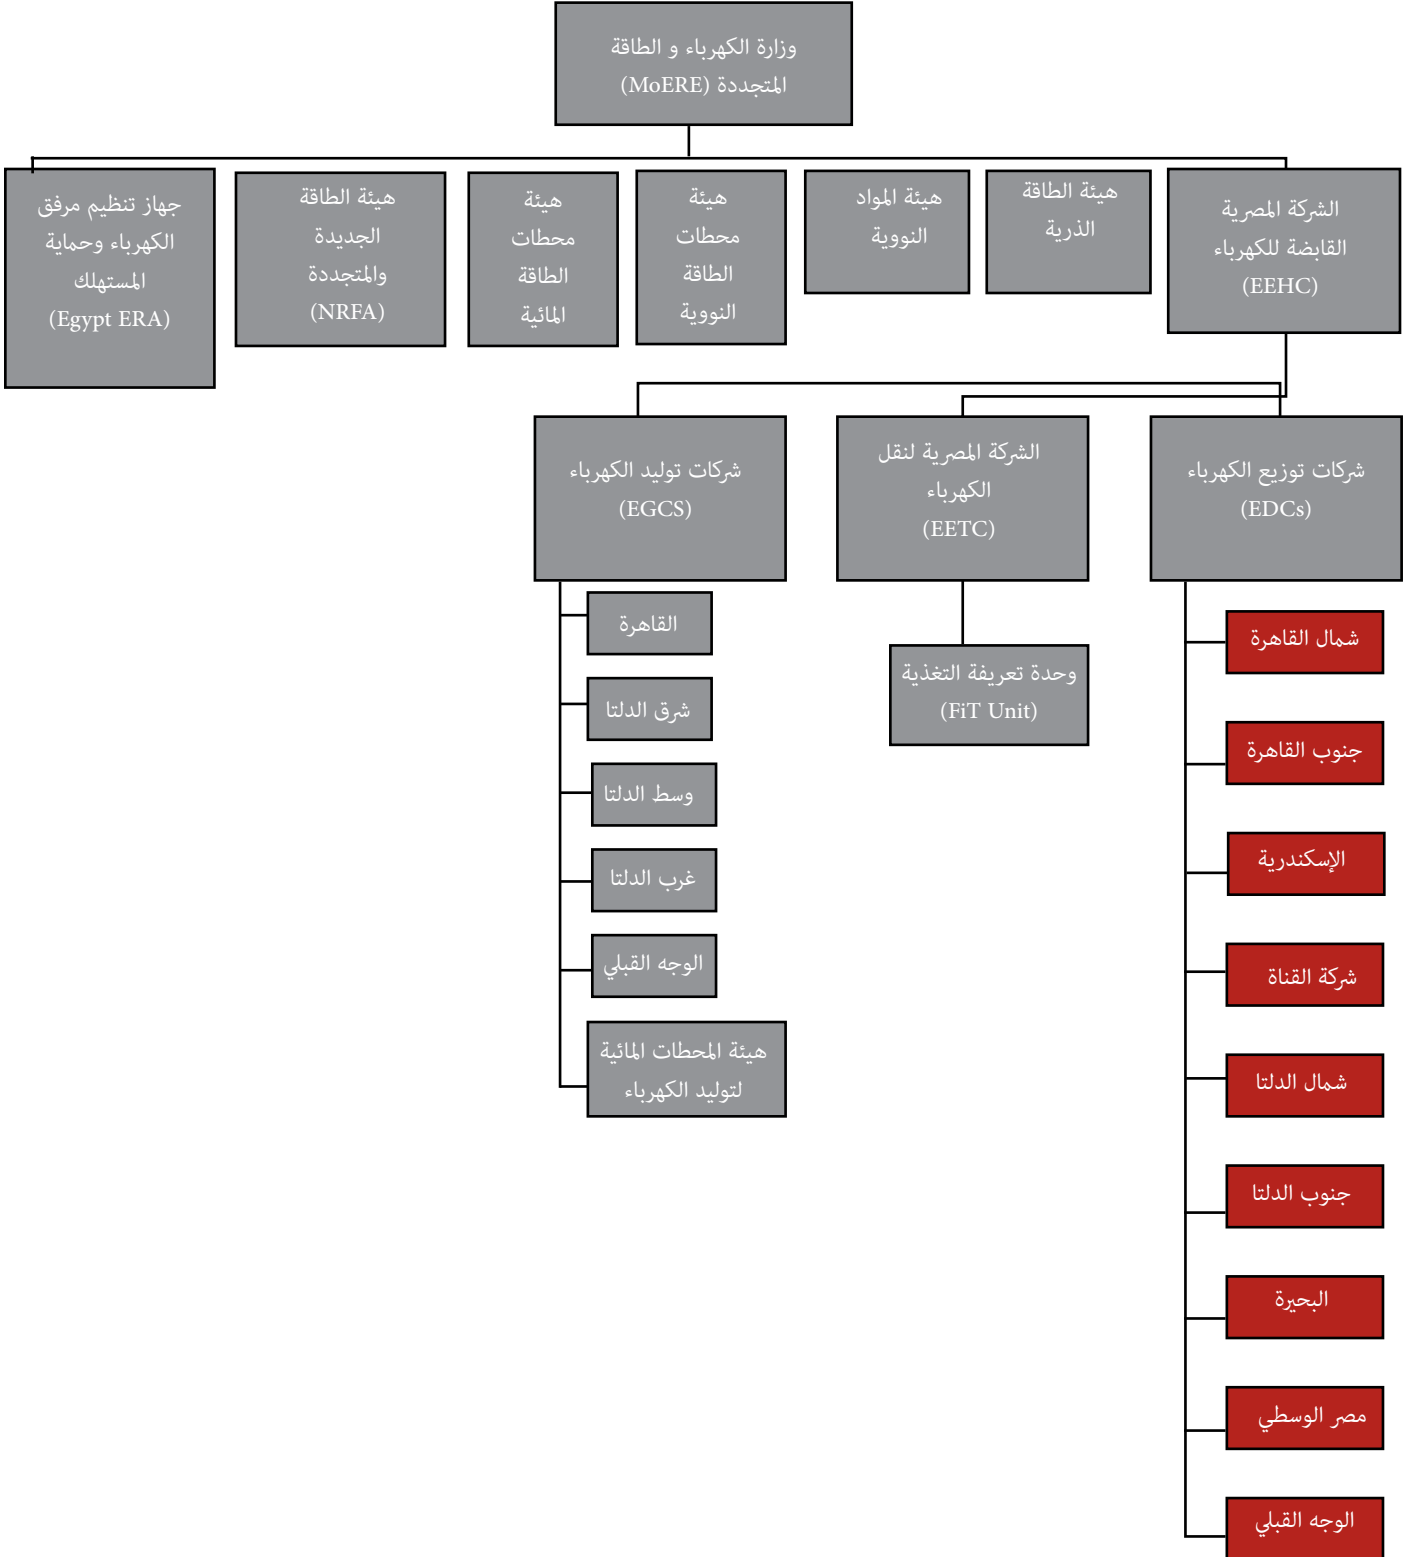 وزارة الكهرباء و الطاقة
المتجددة (MoERE)
الشركة المصرية
القابضة للكهرباء
(EEHC)
هيئة الطاقة
الذرية
هيئة المواد
النووية
هيئة
محطات
الطاقة
النووية
هيئة
محطات
الطاقة
المائية
هيئة الطاقة
الجديدة
والمتجددة
(NRFA)
جهاز تنظيم مرفق
الكهرباء وحماية
المستهلك
(Egypt ERA)
شركات توزيع الكهرباء
(EDCs)
الشركة المصرية لنقل
الكهرباء
(EETC)
شركات توليد الكهرباء
(EGCS)
شمال القاهرة
جنوب القاهرة
الإسكندرية
شركة القناة
شمال الدلتا
جنوب الدلتا
البحيرة
مصر الوسطي
الوجه القبلي
وحدة تعريفة التغذية
(FiT Unit)
القاهرة
شرق الدلتا
وسط الدلتا
غرب الدلتا
الوجه القبلي
هيئة المحطات المائية
لتوليد الكهرباء